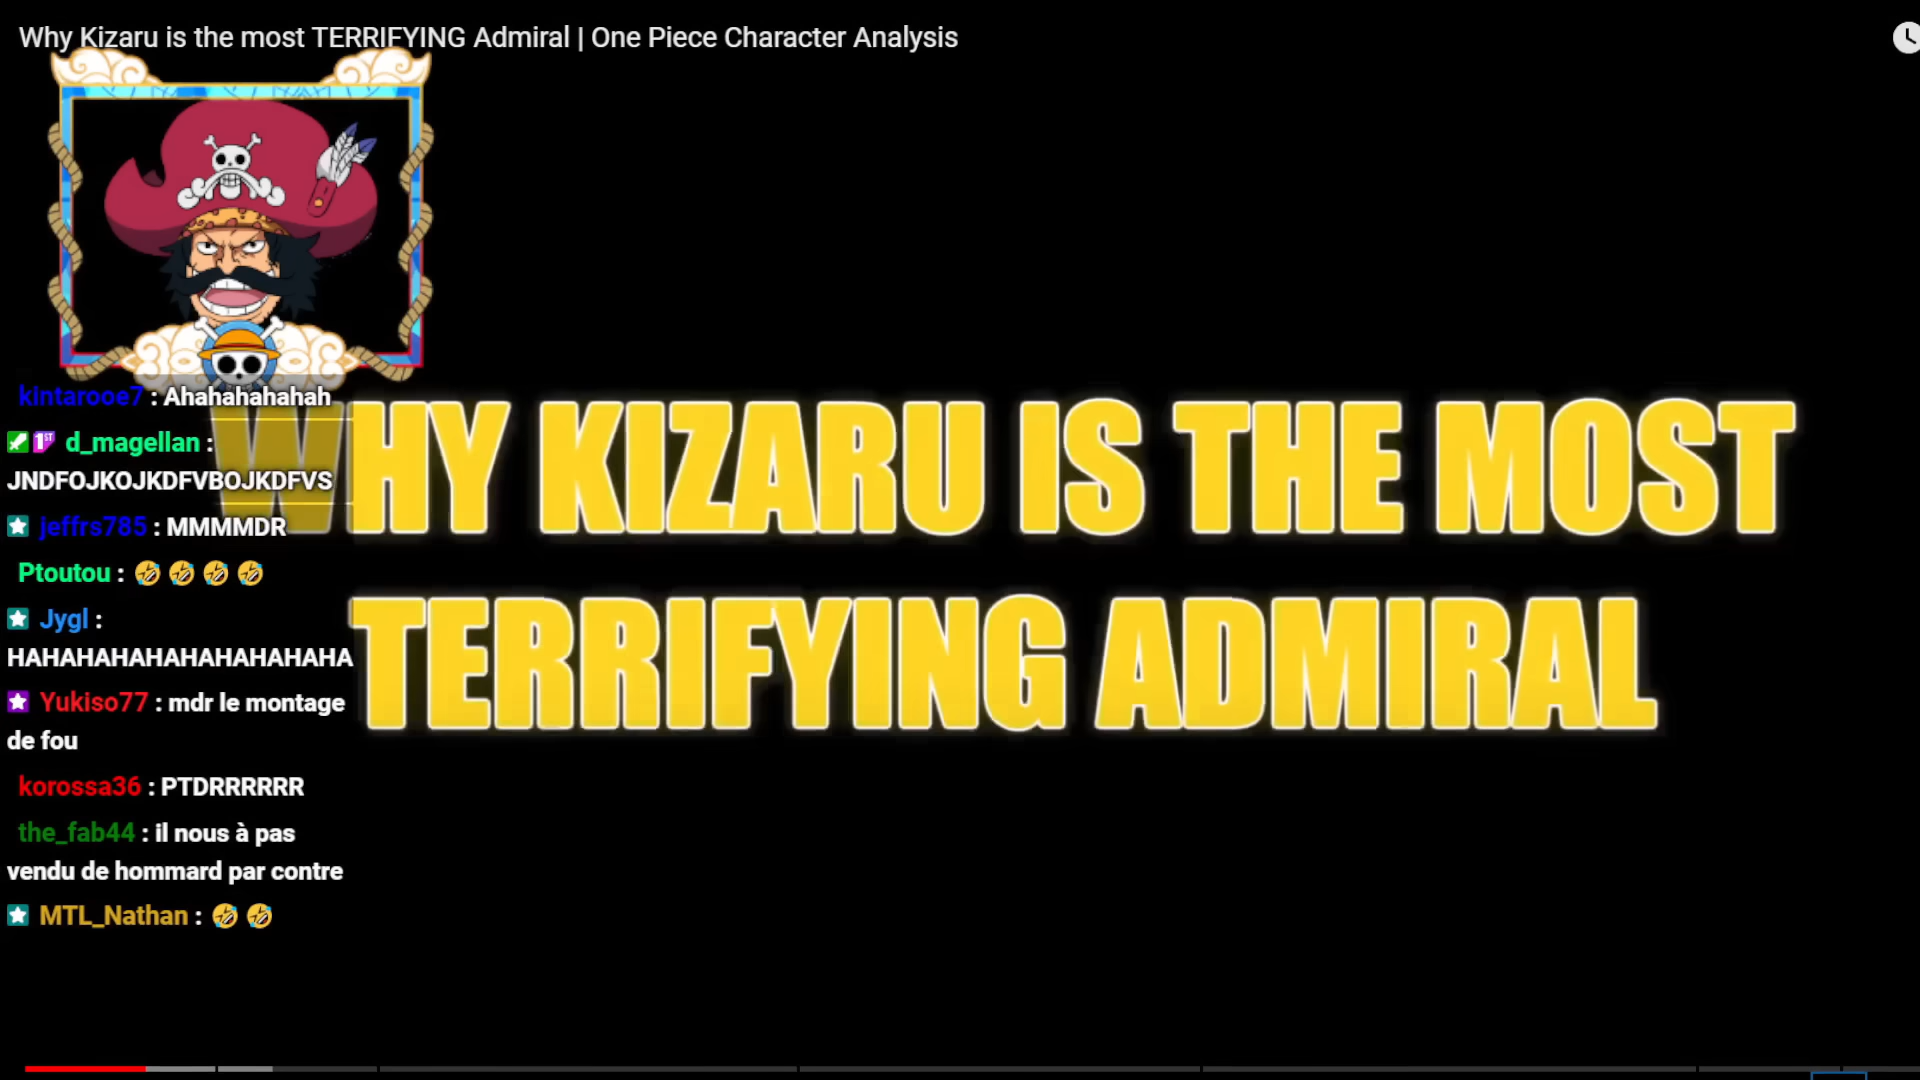 Why Kizaru is the most TERRIFYING Admiral | One Piece Character Analysis
kintarooe7 : Ahahahahahah
1ST d_magellan :
JNDFOJKOJKDFVBOJKDFVS
jeffrs785 : MMMMDR
Ptoutou : 🤣 🤣 🤣 🤣
Jygl :
HAHAHAHAHAHAHAHAHAHA
Yukiso77 : mdr le montage
de fou
korossa36 : PTDRRRRRR
the_fab44 : il nous à pas
vendu de hommard par contre
MTL_Nathan : 🤣 🤣
WHY KIZARU IS THE MOST
TERRIFYING ADMIRAL